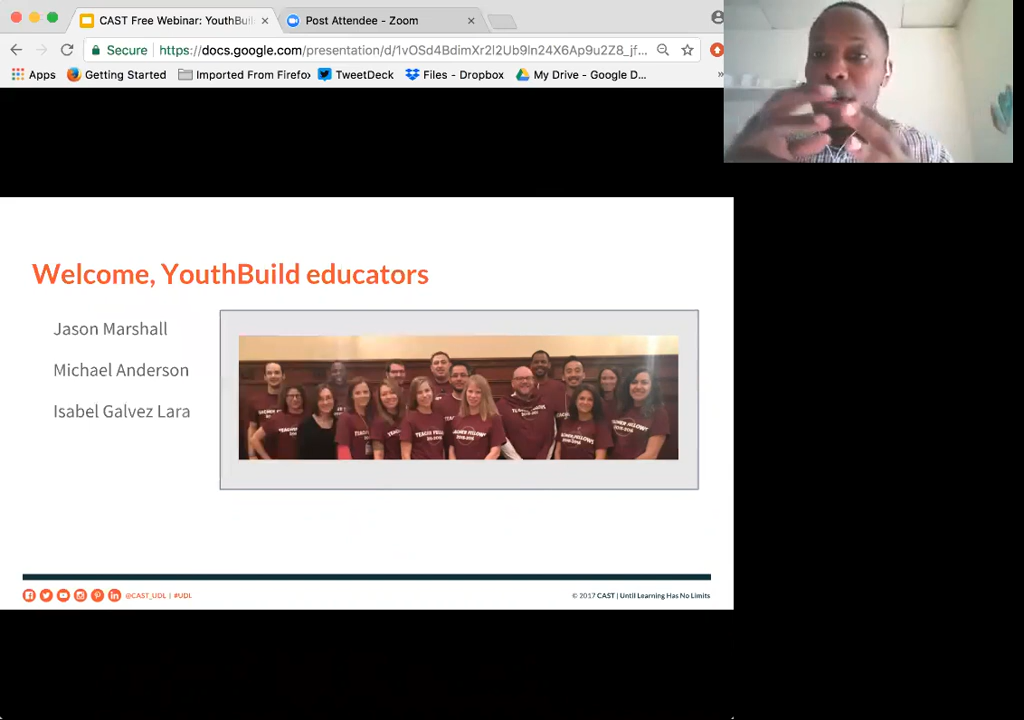 CAST Free Webinar: YouthBuil
Post Attendee - Zoom
Secure
https://docs.google.com/presentation/d/1vOSd4BdimXr2l2Ub9ln24X6Ap9u2Z8_jf...
Apps
Getting Started
Imported From Firefox
TweetDeck
Files - Dropbox
My Drive - Google D...
»
Welcome, YouthBuild educators
Jason Marshall
Michael Anderson
Isabel Galvez Lara
@CAST_UDL | #UDL
© 2017 CAST | Until Learning Has No Limits